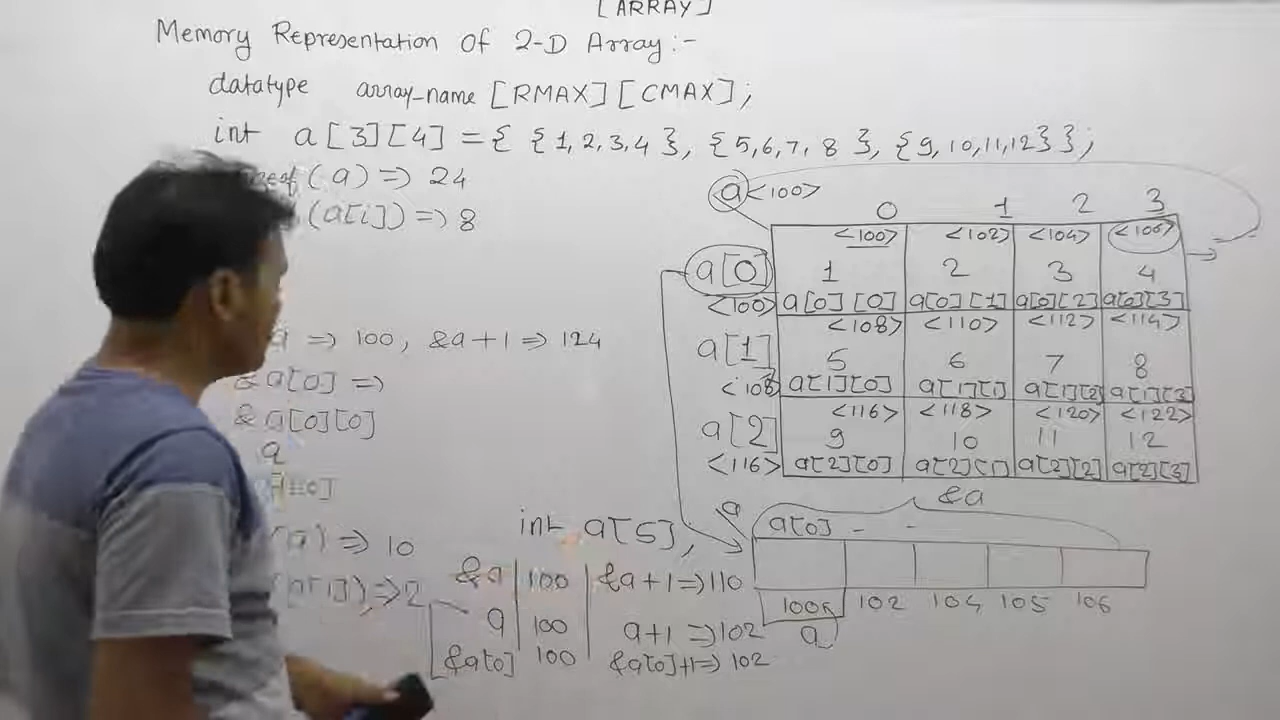 [ARRAY]
Memory Representation Of 2-D Array:-
datatype array_name [RMAX][CMAX];
int a[3][4] = { {1,2,3,4}, {5,6,7,8}, {9,10,11,12} };
(a) => 24
(a[i]) => 8
a <100>
0 1 2 3
<100> <102> <104> <106>
a[0] 1 2 3 4
<100> a[0][0] a[0][1] a[0][2] a[0][3]
<108> <110> <112> <114>
a[1] 5 6 7 8
<108 a[1][0] a[1][1] a[1][2] a[1][3]
<116> <118> <120> <122>
a[2] 9 10 11 12
<116> a[2][0] a[2][1] a[2][2] a[2][3]
&a
=> 100, &a+1 => 124
&a[0] =>
&a[0][0]
a
(a) => 10
=> 2
int a[5],
a
a[0] - -
102 104 105 106
a
&a 100 &a+1 => 110
a 100 a+1 => 102
&a[0] 100 &a[0]+1 => 102